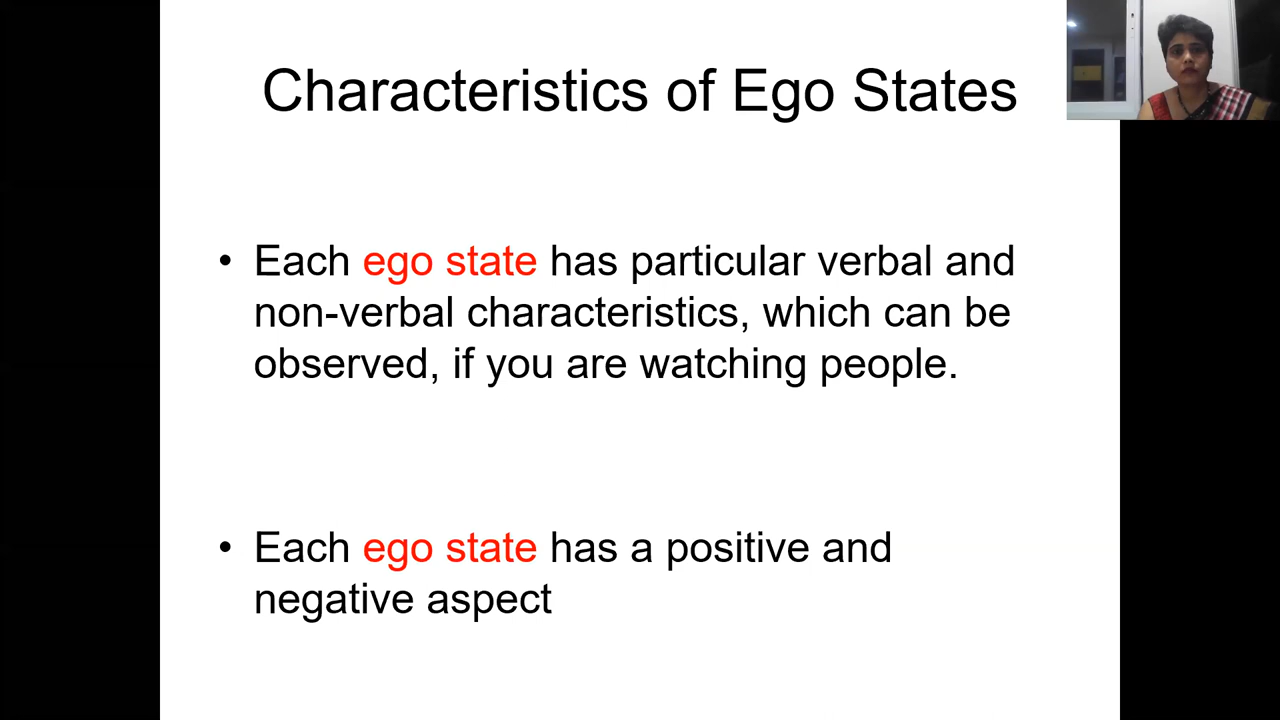 Characteristics of Ego States
• Each ego state has particular verbal and
non-verbal characteristics, which can be
observed, if you are watching people.
• Each ego state has a positive and
negative aspect